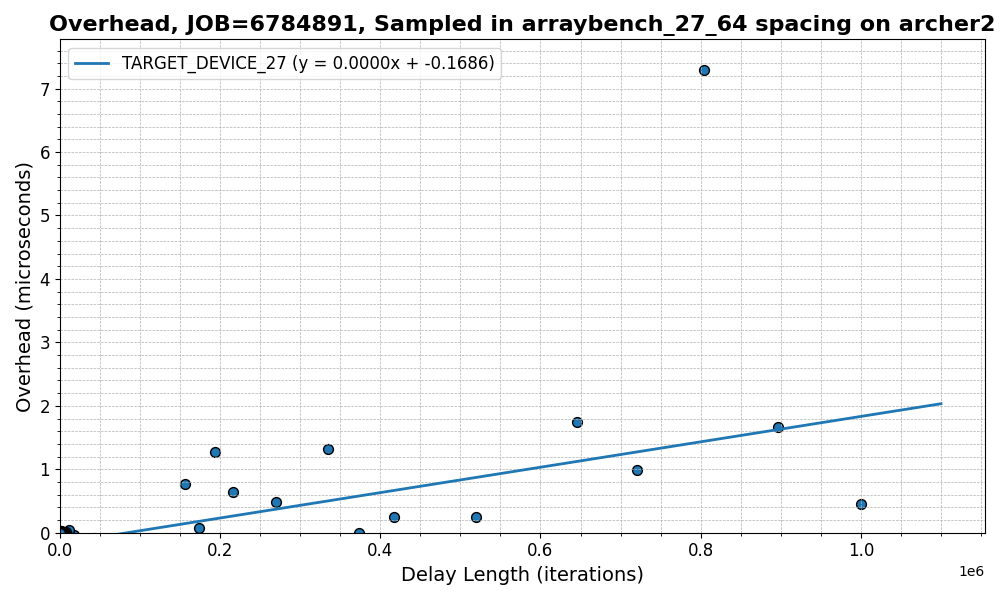 Overhead, JOB=6784891, Sampled in arraybench_27_64 spacing on archer2
TARGET_DEVICE_27 (y = 0.0000x + -0.1686)
Overhead (microseconds)
7
6
5
4
3
2
1
0
0.0 0.2 0.4 0.6 0.8 1.0
1e6
Delay Length (iterations)